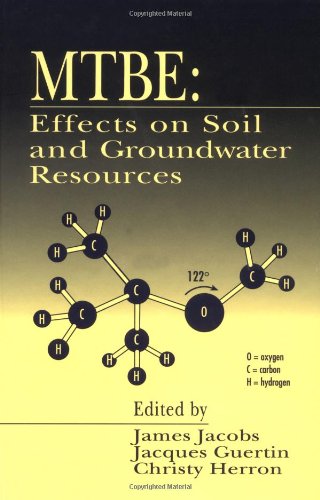 MTBE:
Effects on Soil
and Groundwater
Resources
H
H
C
H
C
H
H
C
H
122°
C
H
H
H
O
C
H
H
H
O = oxygen
C = carbon
H = hydrogen
Edited by
James Jacobs
Jacques Guertin
Christy Herron